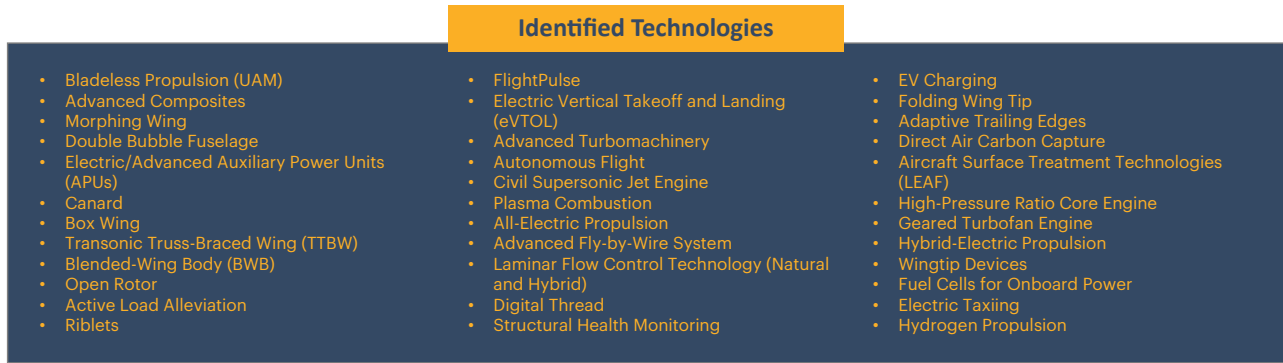 Identified Technologies
• Bladeless Propulsion (UAM)
• Advanced Composites
• Morphing Wing
• Double Bubble Fuselage
• Electric/Advanced Auxiliary Power Units
(APUs)
• Canard
• Box Wing
• Transonic Truss-Braced Wing (TTBW)
• Blended-Wing Body (BWB)
• Open Rotor
• Active Load Alleviation
• Riblets
• FlightPulse
• Electric Vertical Takeoff and Landing
(eVTOL)
• Advanced Turbomachinery
• Autonomous Flight
• Civil Supersonic Jet Engine
• Plasma Combustion
• All-Electric Propulsion
• Advanced Fly-by-Wire System
• Laminar Flow Control Technology (Natural
and Hybrid)
• Digital Thread
• Structural Health Monitoring
• EV Charging
• Folding Wing Tip
• Adaptive Trailing Edges
• Direct Air Carbon Capture
• Aircraft Surface Treatment Technologies
(LEAF)
• High-Pressure Ratio Core Engine
• Geared Turbofan Engine
• Hybrid-Electric Propulsion
• Wingtip Devices
• Fuel Cells for Onboard Power
• Electric Taxiing
• Hydrogen Propulsion